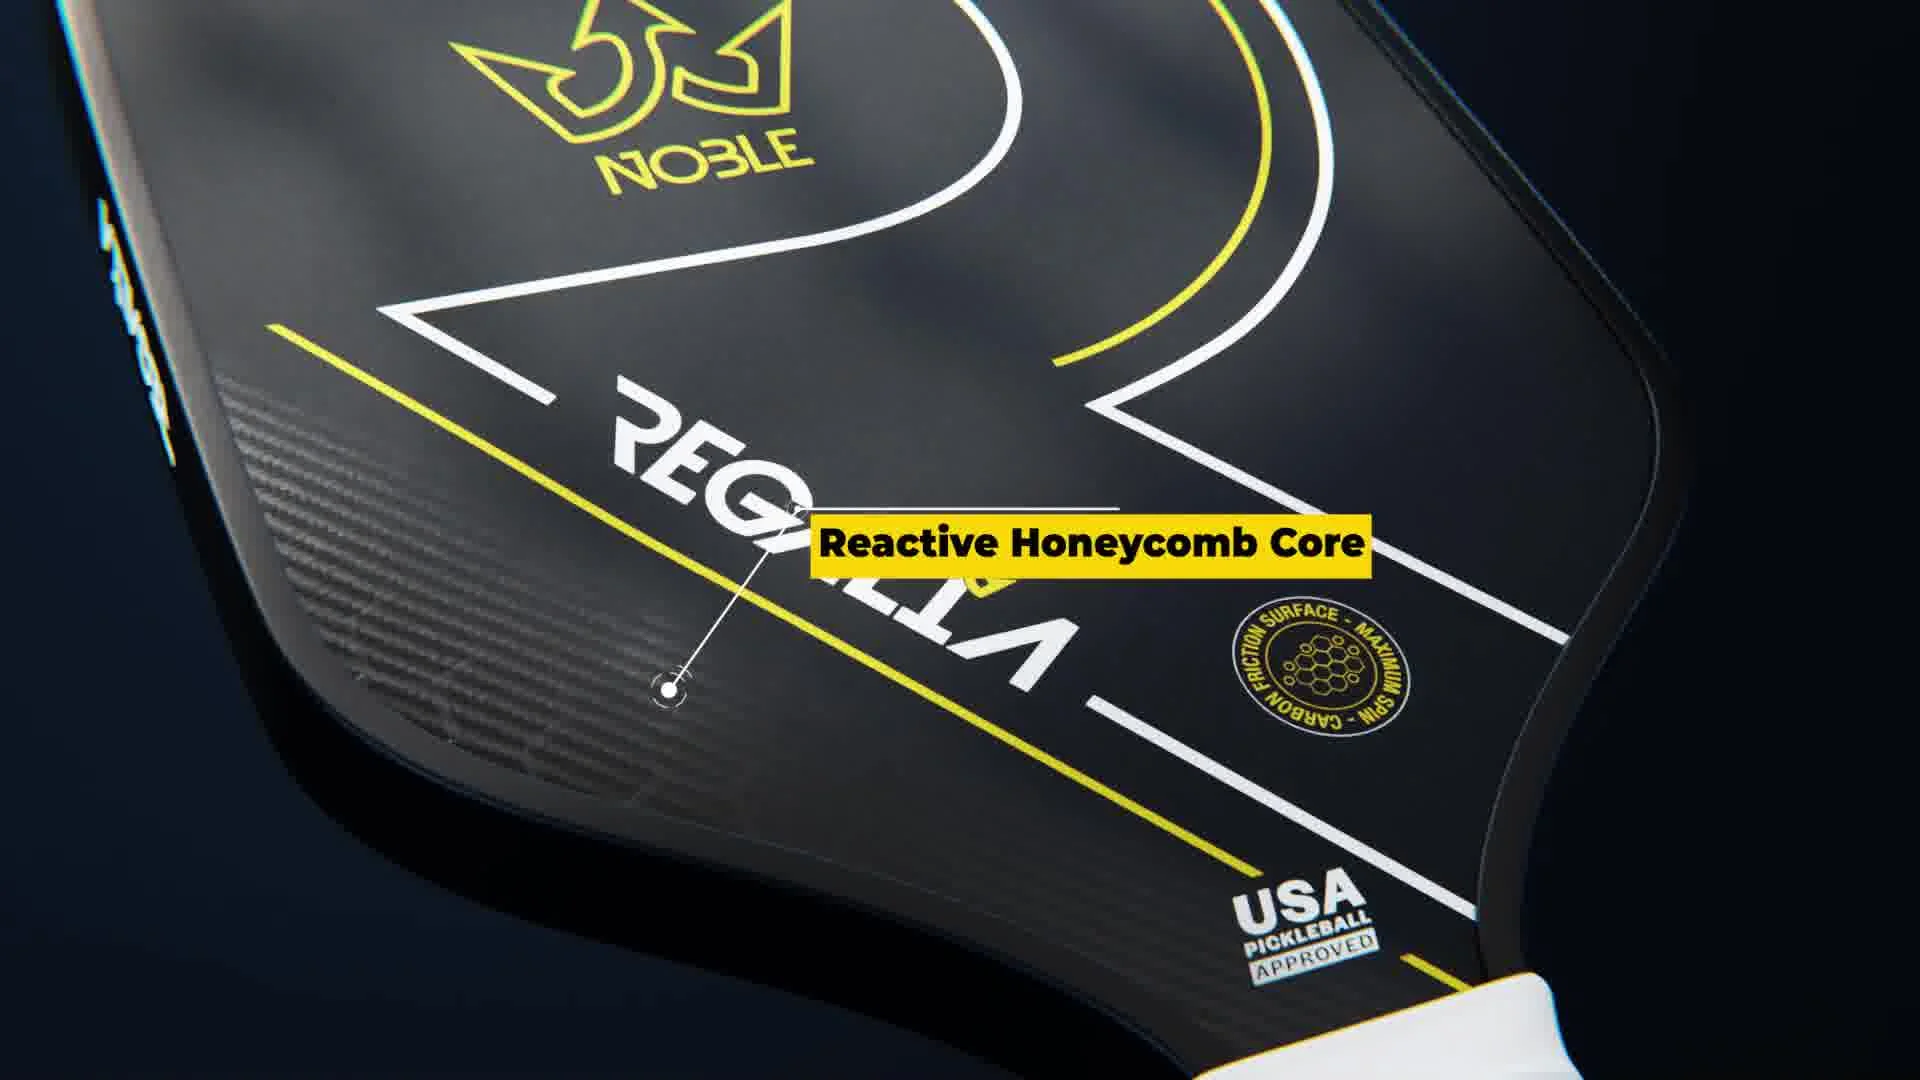 NOBLE
REGALIA
Reactive Honeycomb Core
CARBON FRICTION SURFACE - MAXIMUM SPIN -
USA
PICKLEBALL
APPROVED